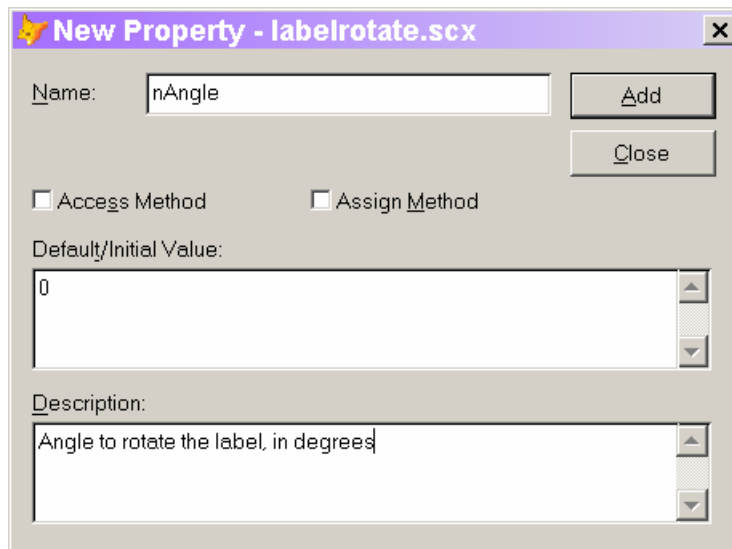 New Property - labelrotate.scx
Name: nAngle Add
Close
Access Method Assign Method
Default/Initial Value:
0
Description:
Angle to rotate the label, in degrees